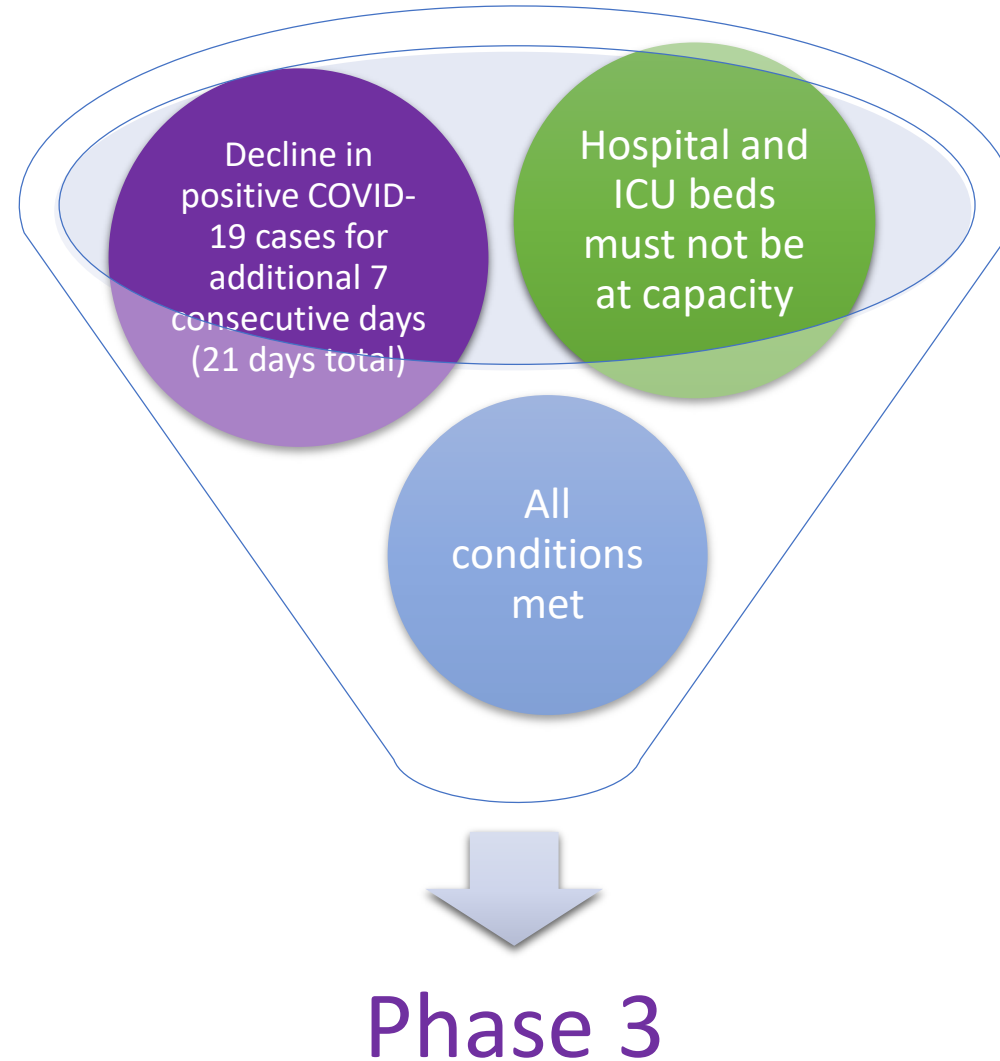 Decline in
positive COVID-
19 cases for
additional 7
consecutive days
(21 days total)
Hospital and
ICU beds
must not be
at capacity
All
conditions
met
Phase 3